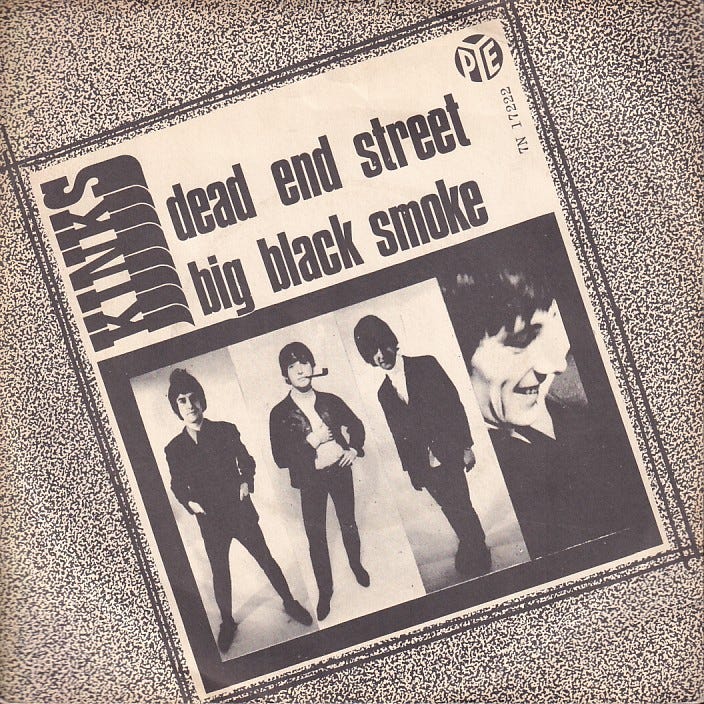 PYE
7N 17222
KINKS
dead end street
big black smoke